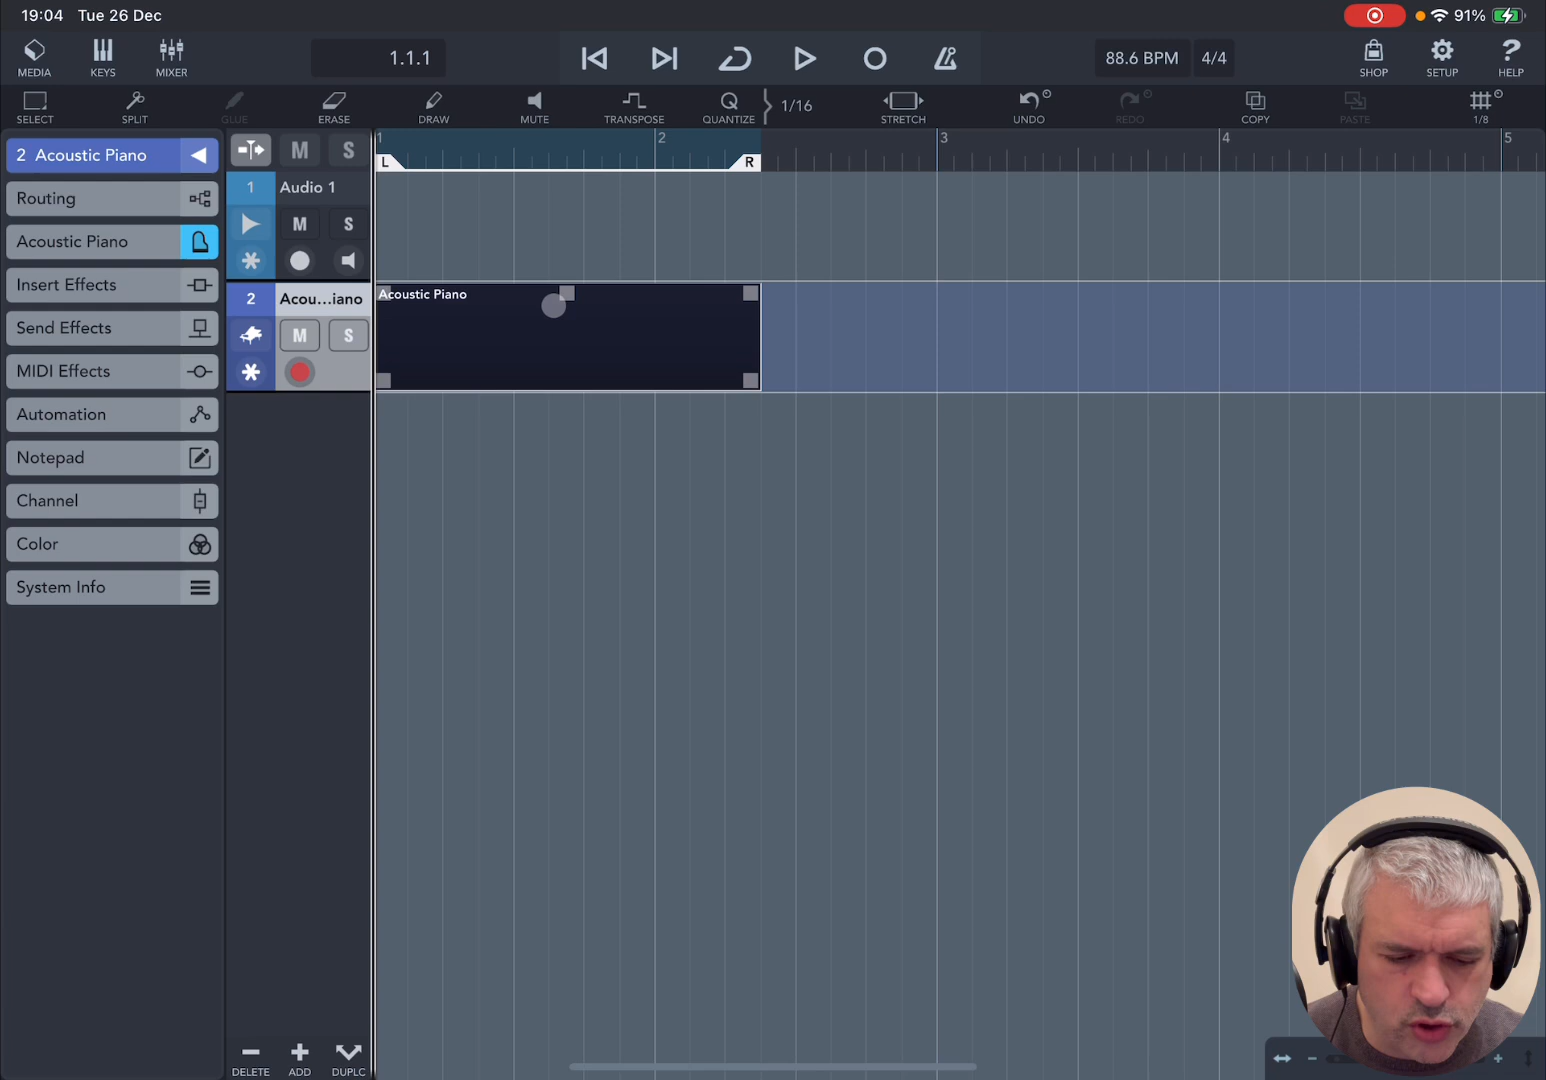 19:04 Tue 26 Dec
91%
MEDIA
KEYS
MIXER
1.1.1
88.6 BPM
4/4
SHOP
SETUP
HELP
SELECT
SPLIT
GLUE
ERASE
DRAW
MUTE
TRANSPOSE
QUANTIZE
1/16
STRETCH
UNDO
REDO
COPY
PASTE
1/8
2 Acoustic Piano
M
S
1
2
3
4
5
L
R
Routing
1
Audio 1
M
S
Acoustic Piano
Insert Effects
2
Acou...iano
Acoustic Piano
Send Effects
M
S
MIDI Effects
Automation
Notepad
Channel
Color
System Info
DELETE
ADD
DUPLC